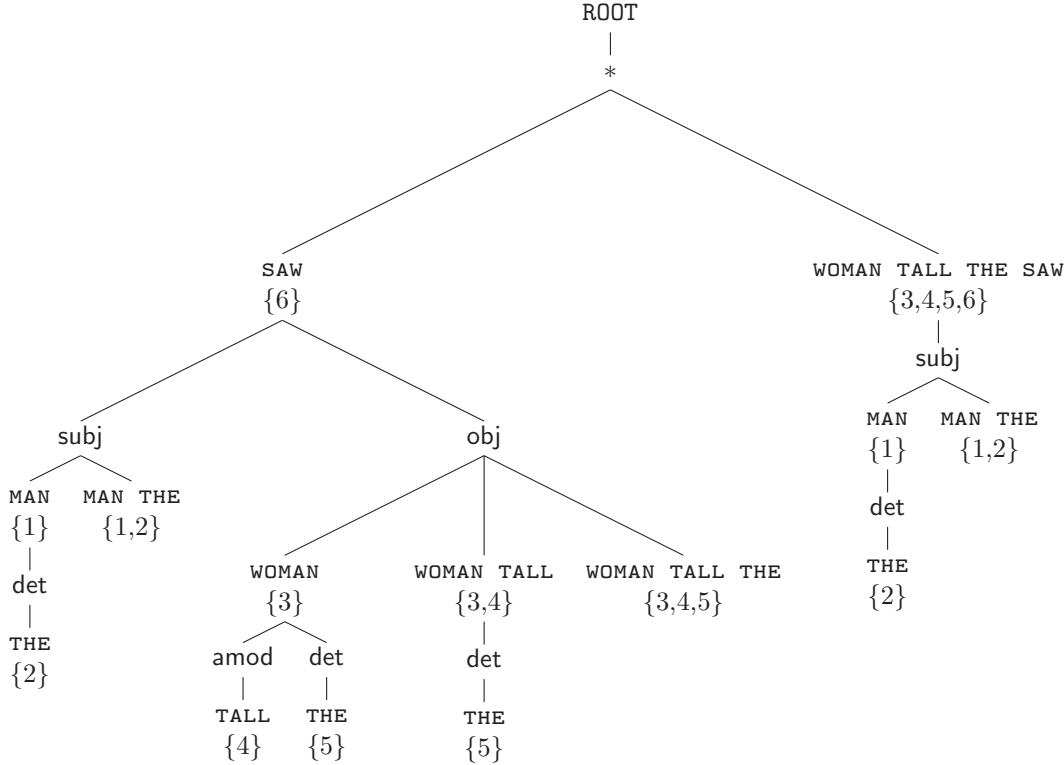 ROOT
*
SAW WOMAN TALL THE SAW
{6} {3,4,5,6}
subj
MAN MAN THE
subj obj {1} {1,2}
MAN MAN THE det
{1} {1,2}
WOMAN WOMAN TALL WOMAN TALL THE THE
det {3} {3,4} {3,4,5} {2}
THE amod det det
{2}
TALL THE THE
{4} {5} {5}